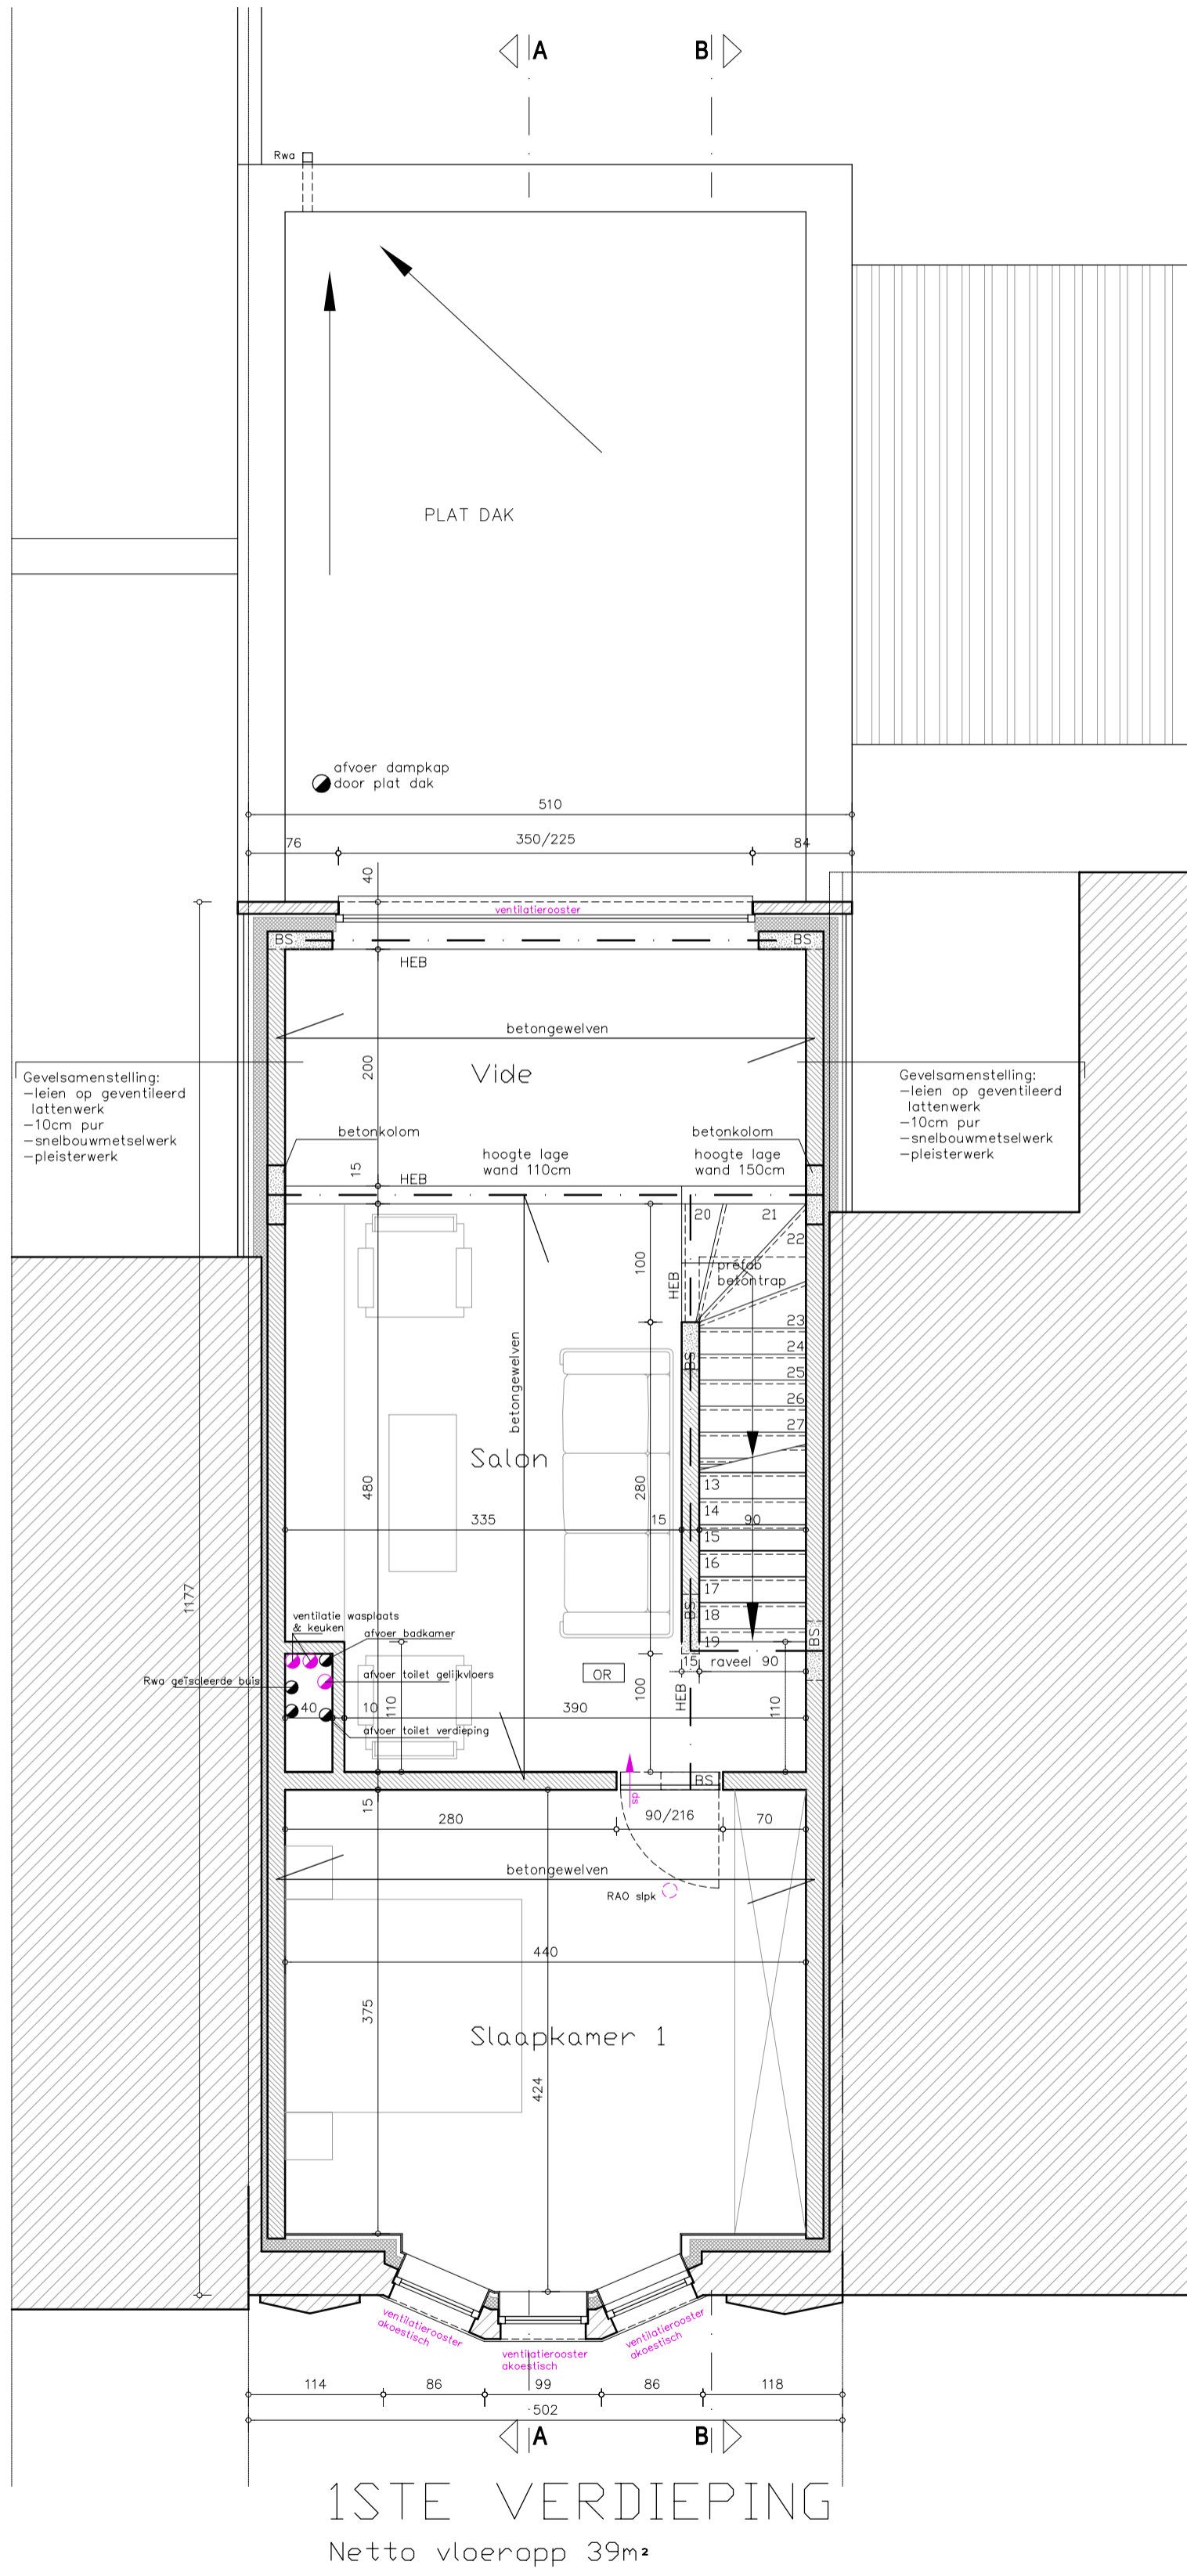 A
B
Rwa
PLAT DAK
afvoer dampkap
door plat dak
510
76
350/225
84
40
ventilatierooster
BS
BS
HEB
betongewelven
200
Vide
Gevelsamenstelling:
-leien op geventileerd
lattenwerk
-10cm pur
-snelbouwmetselwerk
-pleisterwerk
Gevelsamenstelling:
-leien op geventileerd
lattenwerk
-10cm pur
-snelbouwmetselwerk
-pleisterwerk
betonkolom
betonkolom
hoogte lage
wand 110cm
hoogte lage
wand 150cm
15
HEB
20
21
22
100
HEB
prefab
betontrap
23
24
25
26
27
BS
betongewelven
Salon
480
280
13
14
335
15
90
15
16
17
18
19
BS
BS
1177
ventilatie wasplaats
& keuken
afvoer badkamer
15
raveel
90
OR
afvoer toilet gelijkvloers
Rwa geïsoleerde buis
100
HEB
110
110
40
10
390
afvoer toilet verdieping
BS
sp
15
280
90/216
70
betongewelven
RAO slpk
440
375
Slaapkamer 1
424
ventilatierooster
akoestisch
ventilatierooster
akoestisch
ventilatierooster
akoestisch
114
86
99
86
118
502
A
B
1STE VERDIEPING
Netto vloeropp 39m²